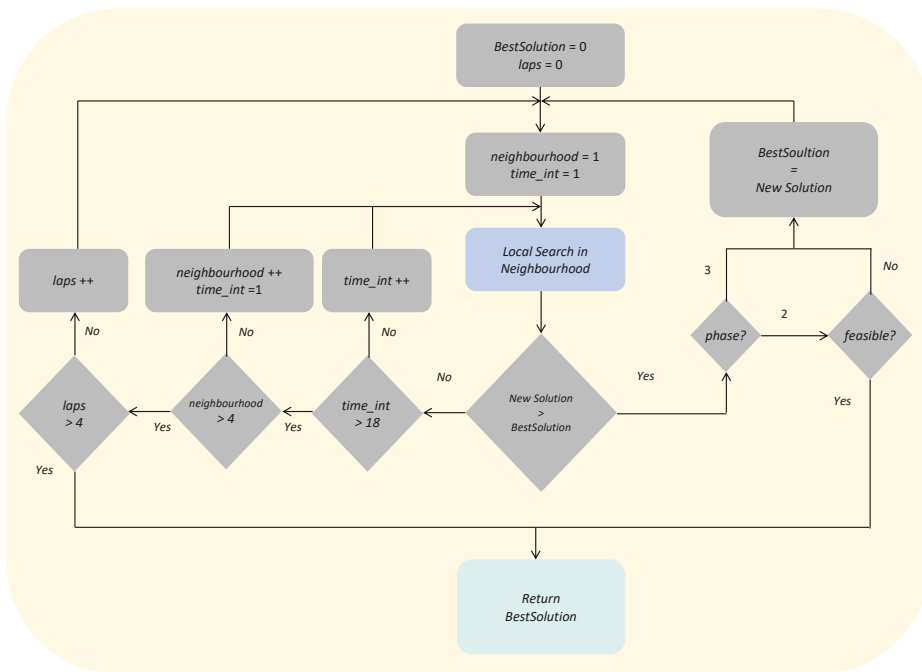 BestSolution = 0
laps = 0
neighbourhood = 1
time_int = 1
BestSoultion
=
New Solution
laps ++
neighbourhood ++
time_int =1
time_int ++
Local Search in
Neighbourhood
3
No
No
No
No
phase?
2
feasible?
laps
> 4
Yes
neighbourhood
> 4
Yes
time_int
> 18
No
New Solution
>
BestSolution
Yes
Yes
Yes
Return
BestSolution